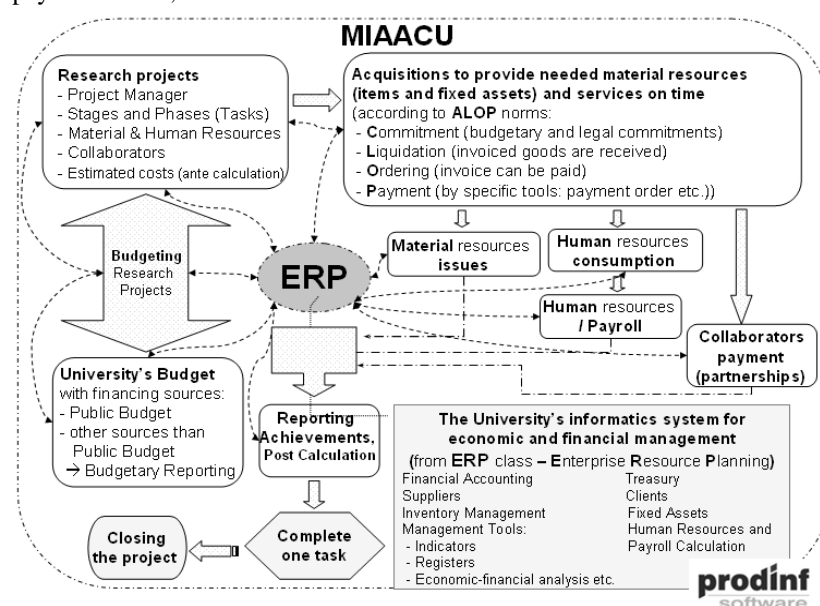 MIAACU
Research projects
- Project Manager
- Stages and Phases (Tasks)
- Material & Human Resources
- Collaborators
- Estimated costs (ante calculation)
Acquisitions to provide needed material resources
(items and fixed assets) and services on time
(according to ALOP norms:
- Commitment (budgetary and legal commitments)
- Liquidation (invoiced goods are received)
- Ordering (invoice can be paid)
- Payment (by specific tools: payment order etc.))
Budgeting
Research
Projects
ERP
Material resources
issues
Human resources
consumption
Human resources
/ Payroll
Collaborators
payment
(partnerships)
University's Budget
with financing sources:
- Public Budget
- other sources than
Public Budget
→ Budgetary Reporting
Reporting
Achievements,
Post Calculation
The University's informatics system for
economic and financial management
(from ERP class – Enterprise Resource Planning)
Financial Accounting
Suppliers
Inventory Management
Management Tools:
- Indicators
- Registers
- Economic-financial analysis etc.
Treasury
Clients
Fixed Assets
Human Resources and
Payroll Calculation
Closing
the project
Complete
one task
prodinf
software